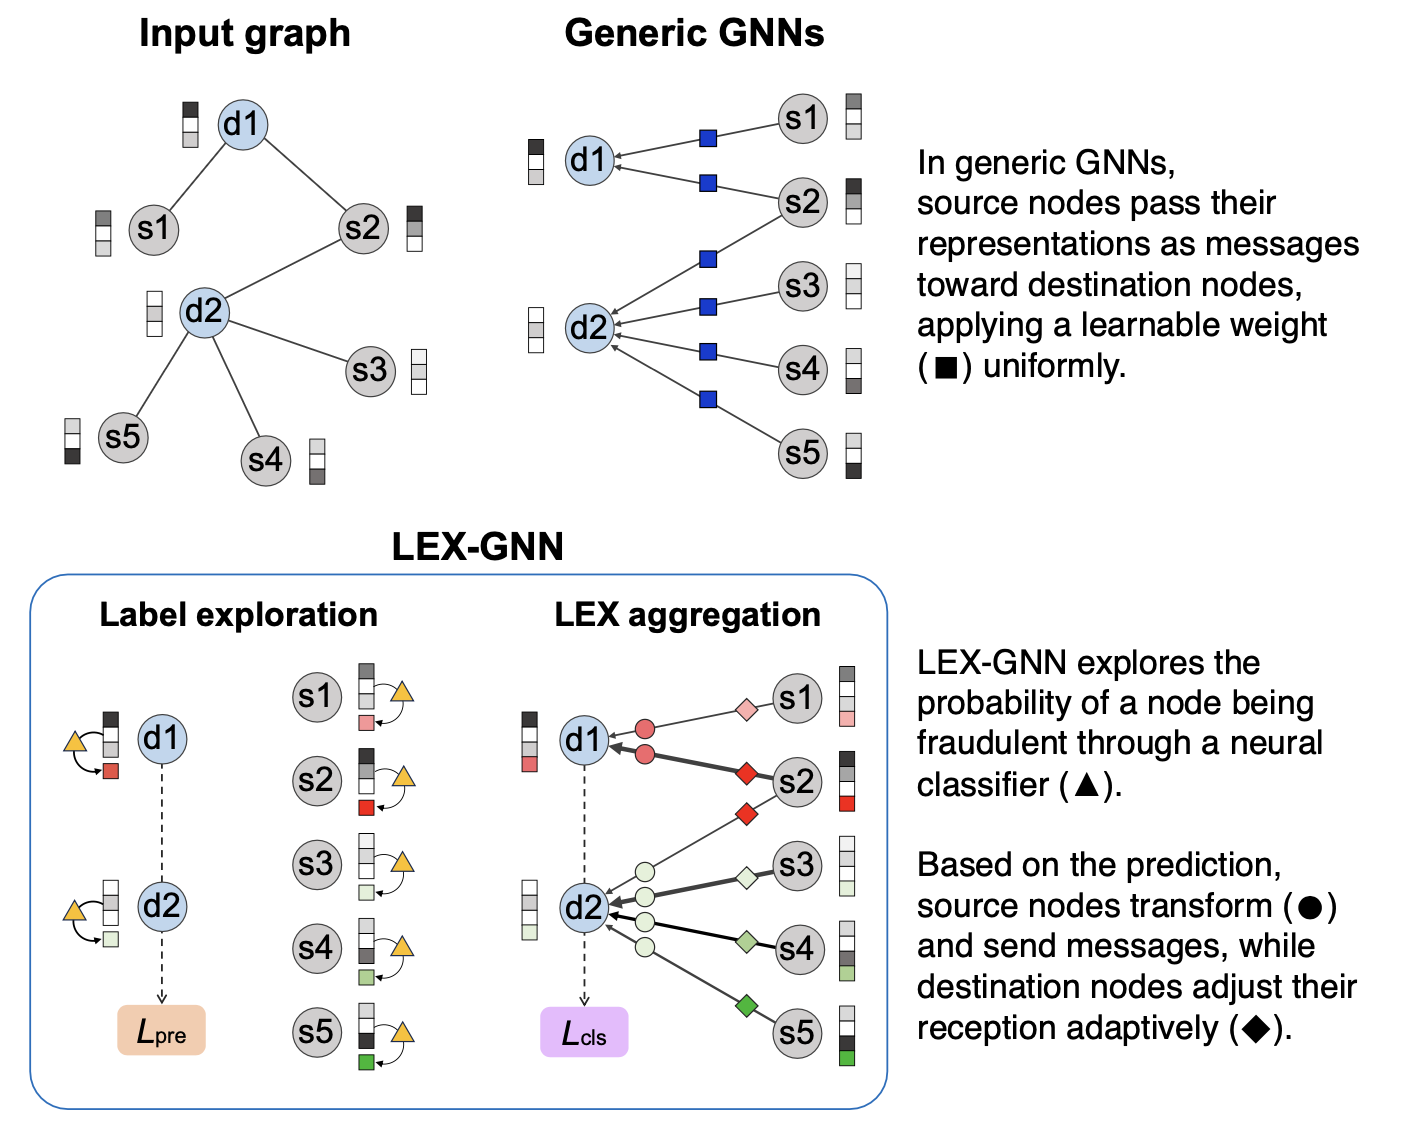 Input graph
d1
s1
s2
d2
s3
s5
s4
Generic GNNs
s1
d1
s2
s3
d2
s4
s5
In generic GNNs,
source nodes pass their
representations as messages
toward destination nodes,
applying a learnable weight
(■) uniformly.
LEX-GNN
Label exploration
d1
d2
Lpre
s1
s2
s3
s4
s5
LEX aggregation
s1
d1
s2
s3
d2
s4
s5
Lcls
LEX-GNN explores the
probability of a node being
fraudulent through a neural
classifier (▲).
Based on the prediction,
source nodes transform (●)
and send messages, while
destination nodes adjust their
reception adaptively (◆).